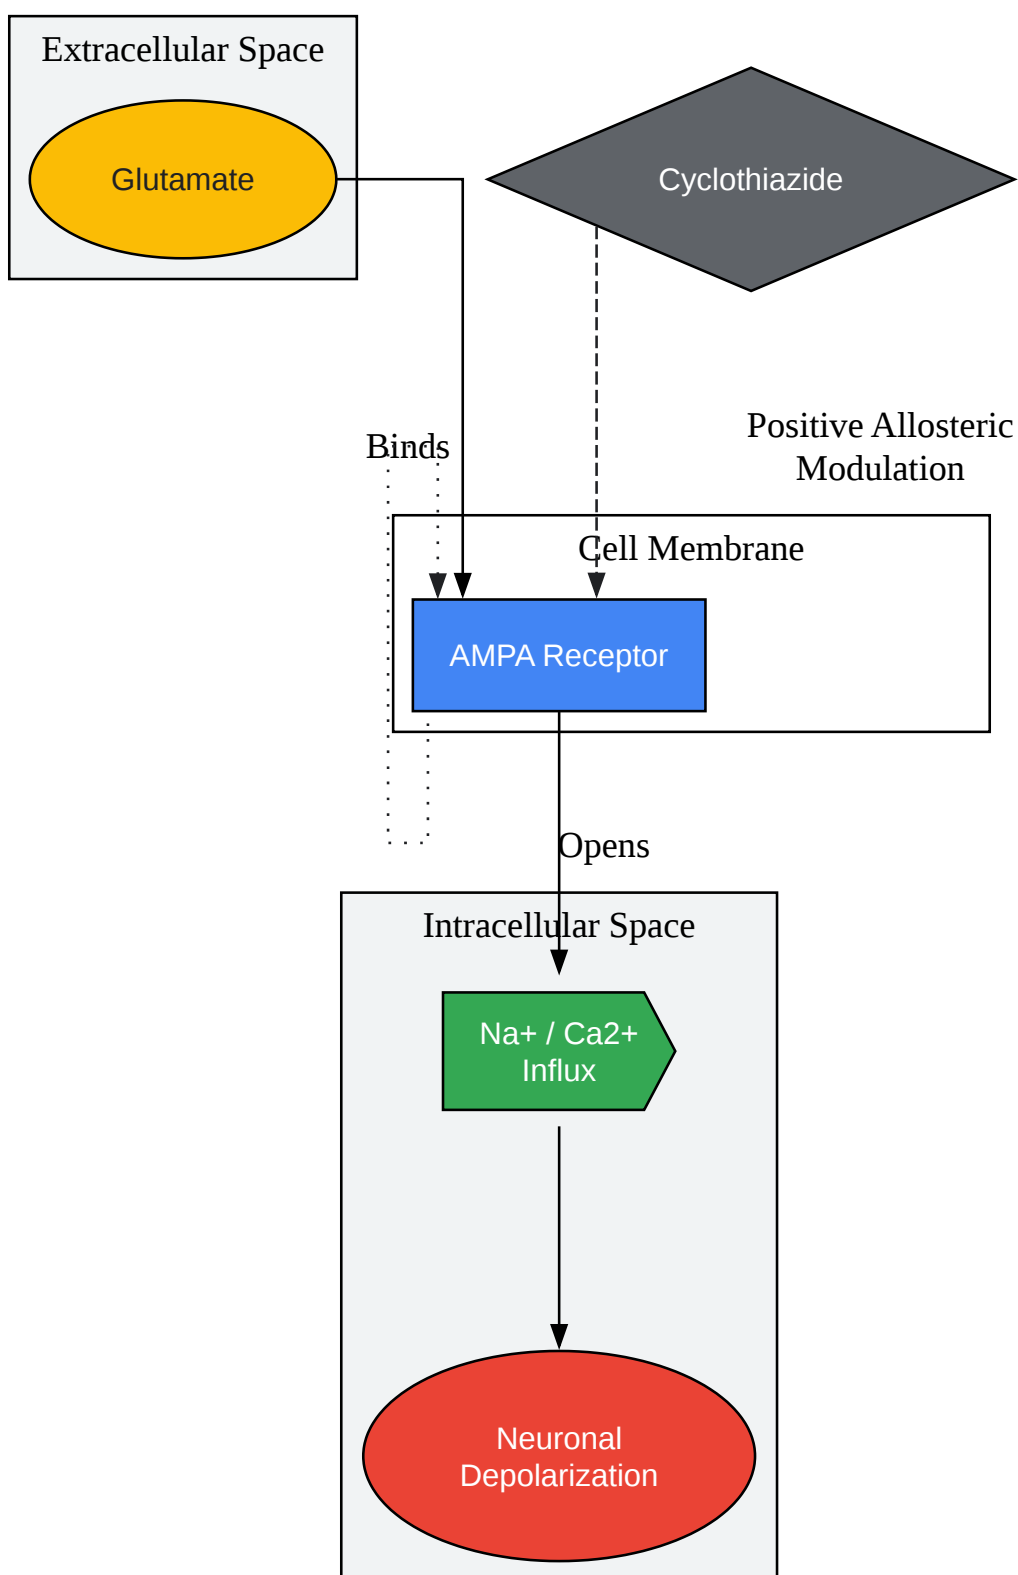 Extracellular Space
Glutamate
Cyclothiazide
Binds
Positive Allosteric
Modulation
Cell Membrane
AMPA Receptor
Opens
Intracellular Space
Na+ / Ca2+
Influx
Neuronal
Depolarization